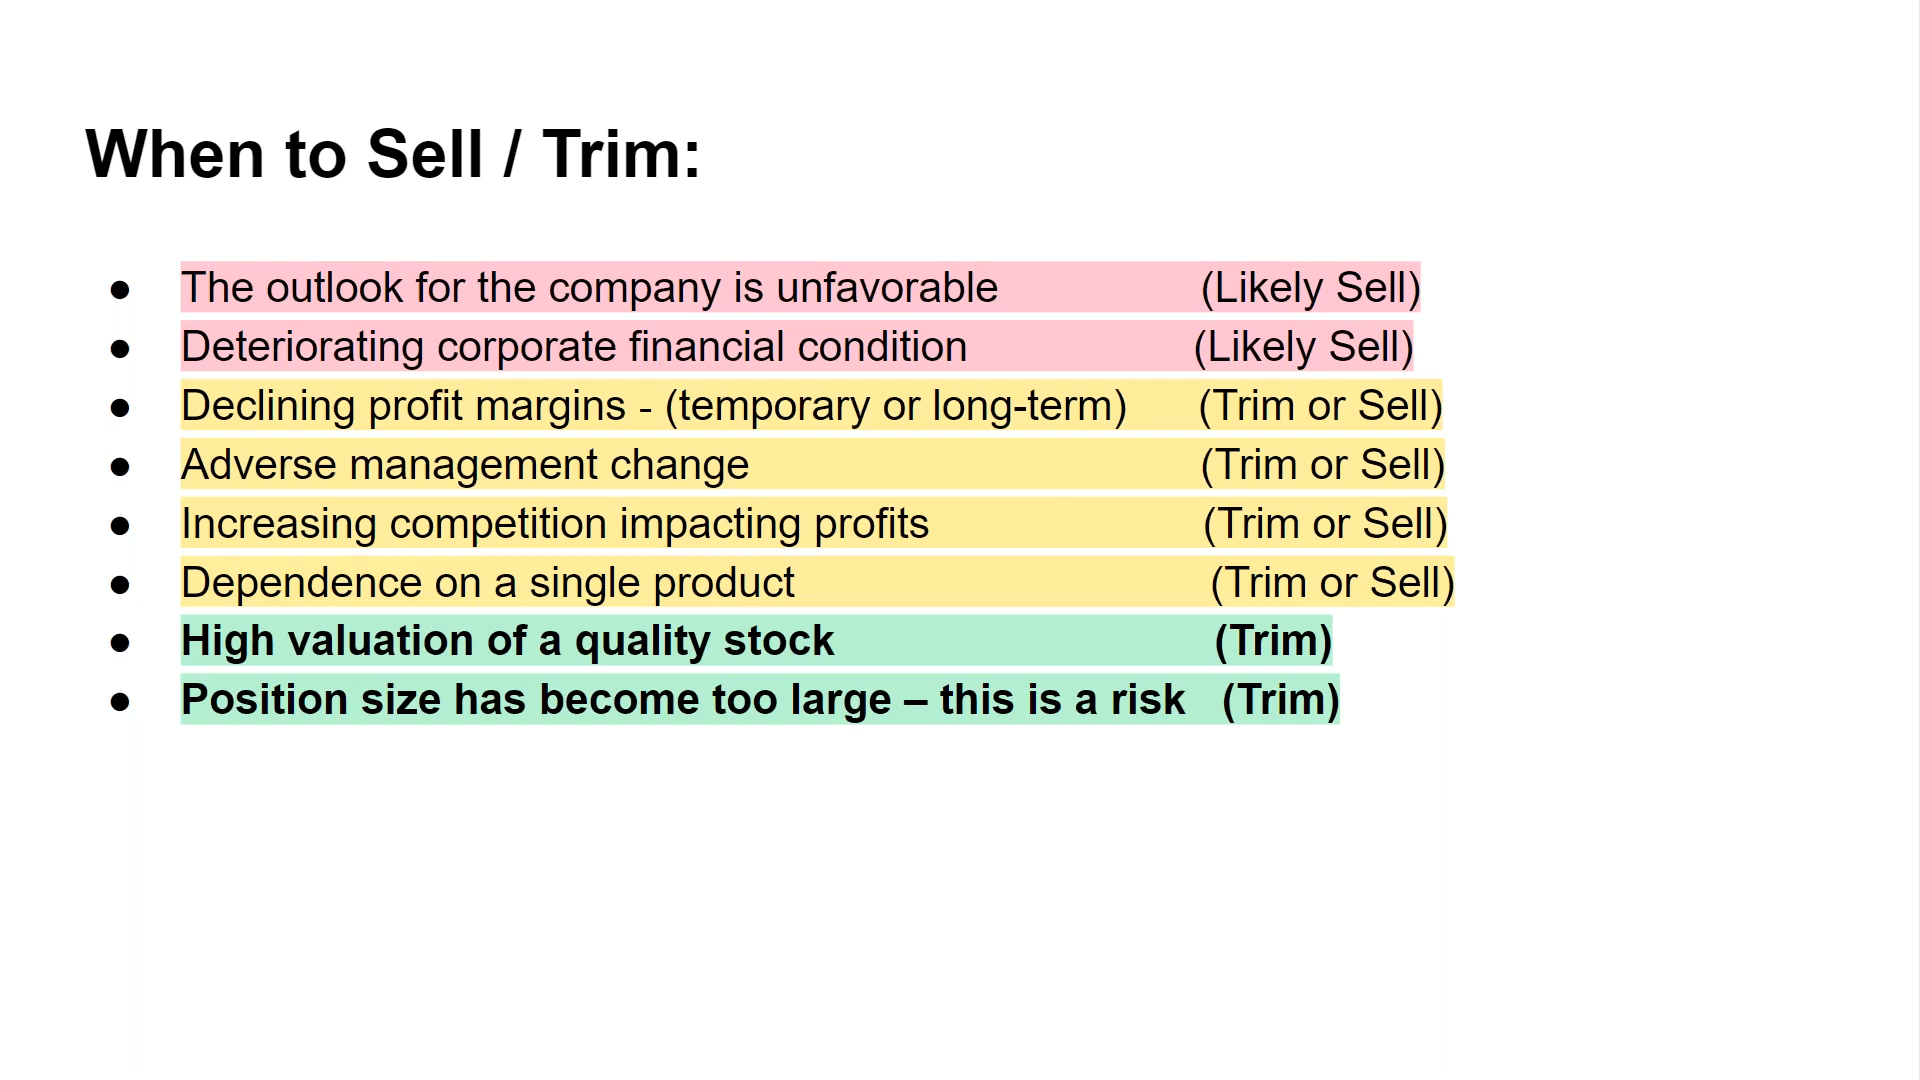 When to Sell / Trim:
● The outlook for the company is unfavorable (Likely Sell)
● Deteriorating corporate financial condition (Likely Sell)
● Declining profit margins - (temporary or long-term) (Trim or Sell)
● Adverse management change (Trim or Sell)
● Increasing competition impacting profits (Trim or Sell)
● Dependence on a single product (Trim or Sell)
● High valuation of a quality stock (Trim)
● Position size has become too large – this is a risk (Trim)